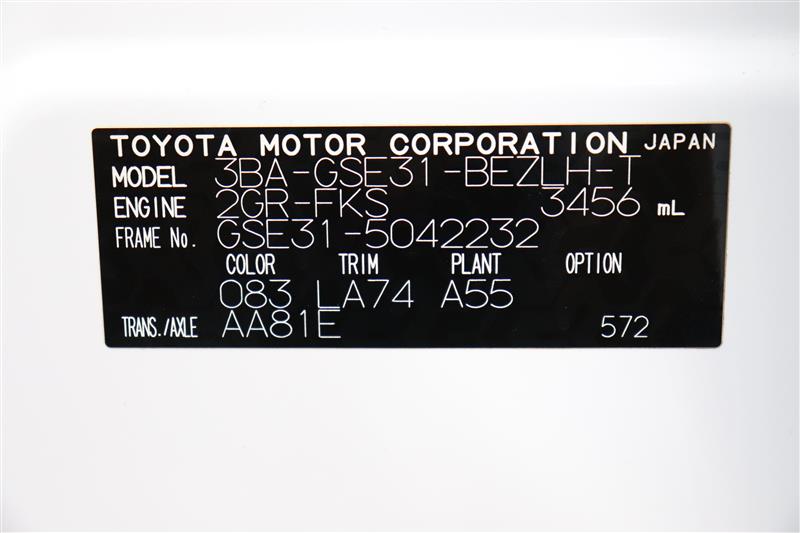 TOYOTA MOTOR CORPORATION JAPAN
MODEL 3BA-GSE31-BEZLH-T
ENGINE 2GR-FKS 3456 mL
FRAME No. GSE31-5042232
COLOR TRIM PLANT OPTION
083 LA74 A55
TRANS./AXLE AA81E 572